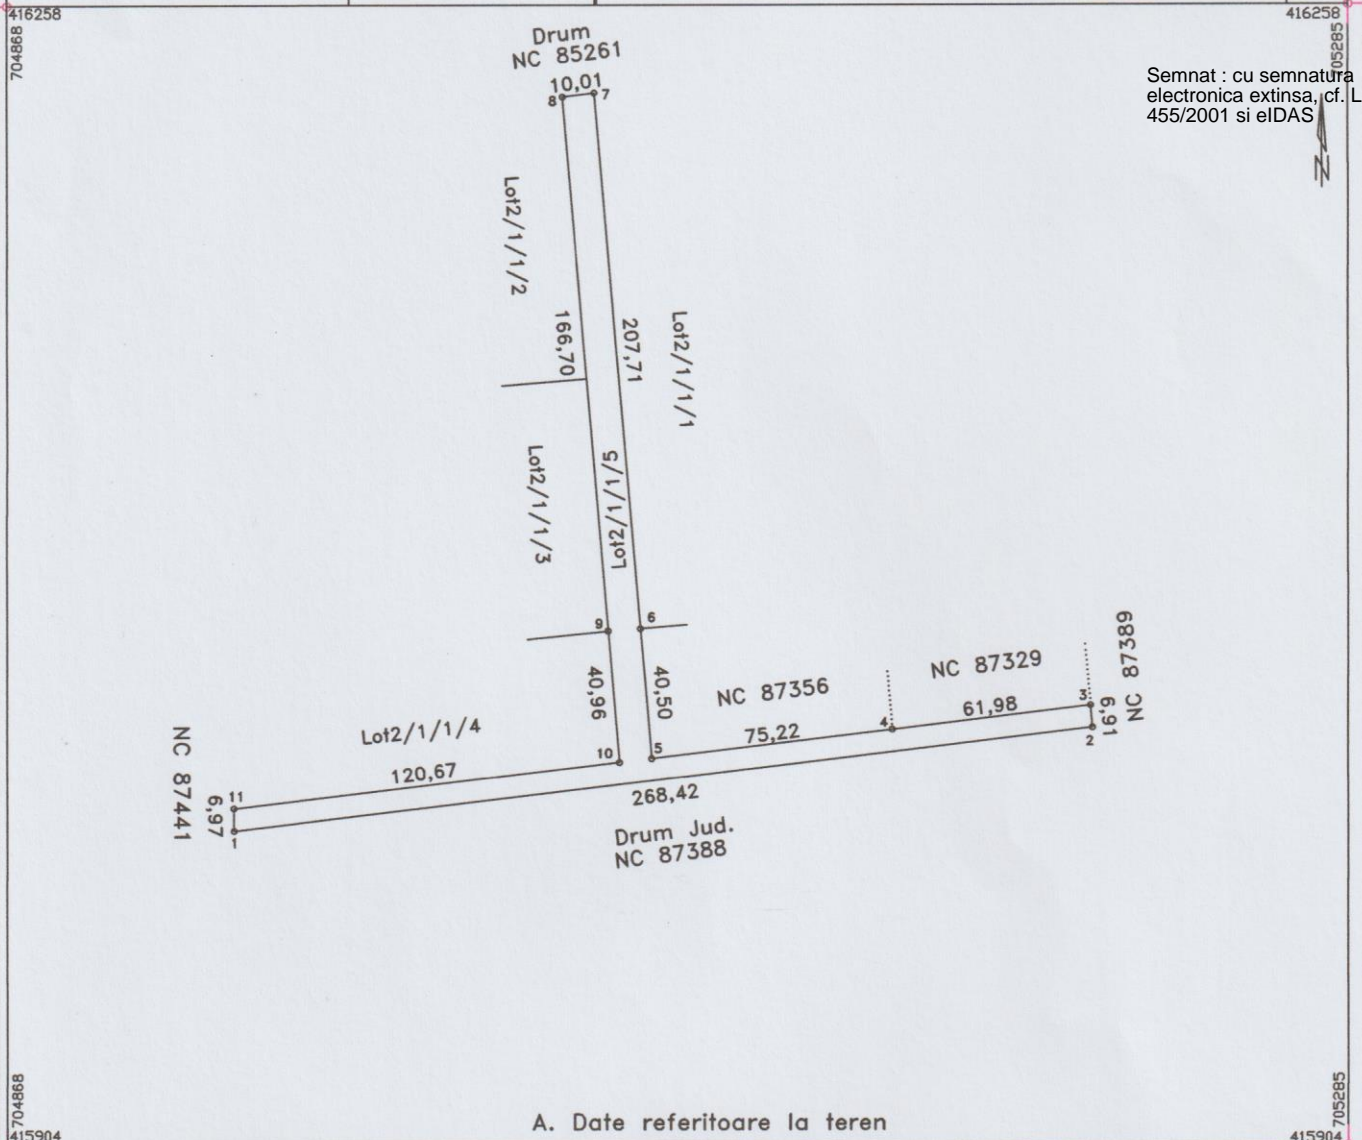 416258
416258
704868
705285
Drum
NC 85261
Semnat : cu semnatura
electronica extinsa, cf. L
455/2001 si eIDAS
N
10,01
8
7
Lot2/1/1/2
166,70
207,71
Lot2/1/1/1
Lot2/1/1/3
Lot2/1/1/5
9
6
40,96
40,50
NC 87356
NC 87329
NC 87389
3
6,91
61,98
4
75,22
2
Lot2/1/1/4
10
5
120,67
NC 87441
6,97
11
1
268,42
Drum Jud.
NC 87388
704868
705285
A. Date referitoare la teren
415904
415904